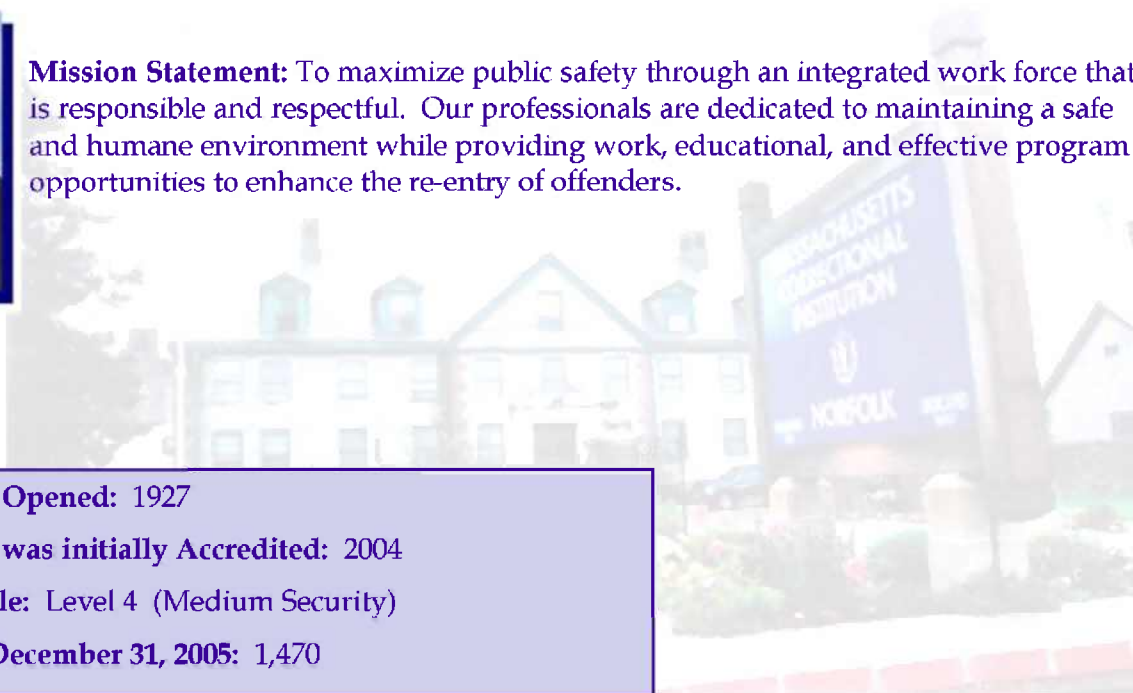 Mission Statement: To maximize public safety through an integrated work force that
is responsible and respectful. Our professionals are dedicated to maintaining a safe
and humane environment while providing work, educational, and effective program
opportunities to enhance the re-entry of offenders.
MASSACHUSETTS
CORRECTIONAL
INSTITUTION
NORFOLK
Opened: 1927
was initially Accredited: 2004
le: Level 4 (Medium Security)
December 31, 2005: 1,470